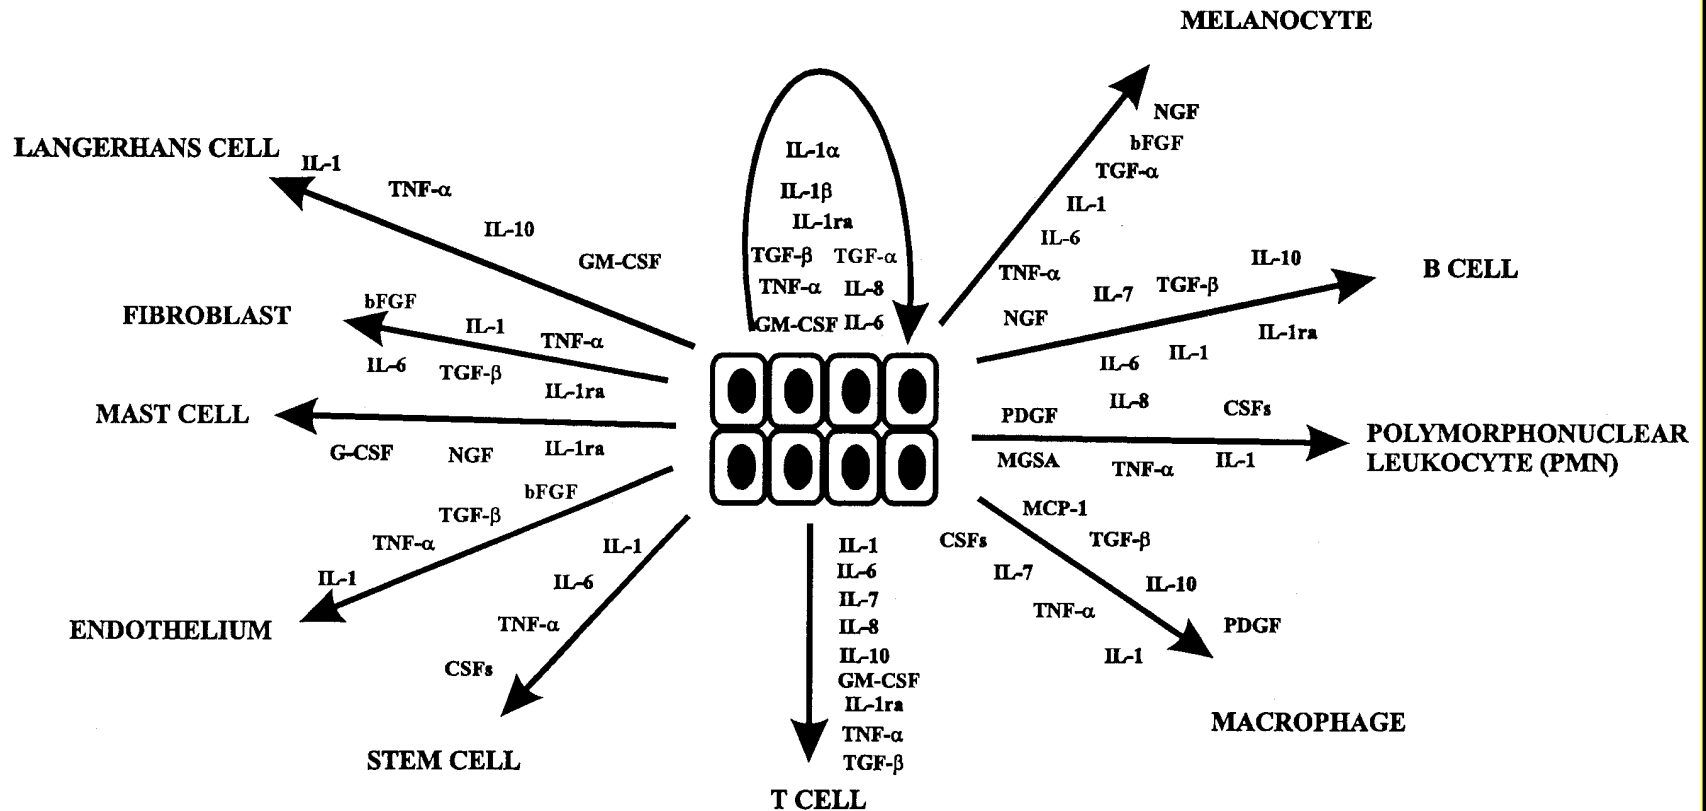 MELANOCYTE
NGF
bFGF
TGF-α
IL-1
IL-6
TNF-α
LANGERHANS CELL
IL-1
TNF-α
IL-10
GM-CSF
IL-1α
IL-1β
IL-1ra
TGF-β TGF-α
TNF-α IL-8
GM-CSF IL-6
B CELL
IL-10
TGF-β
IL-7
NGF
IL-1ra
IL-1
IL-6
FIBROBLAST
bFGF
IL-1
TNF-α
IL-6
TGF-β
IL-1ra
MAST CELL
G-CSF
NGF
IL-1ra
POLYMORPHONUCLEAR
LEUKOCYTE (PMN)
PDGF
IL-8
CSFs
MGSA
TNF-α
IL-1
ENDOTHELIUM
bFGF
TGF-β
TNF-α
IL-1
STEM CELL
IL-1
IL-6
TNF-α
CSFs
T CELL
IL-1
IL-6
IL-7
IL-8
IL-10
GM-CSF
IL-1ra
TNF-α
TGF-β
MACROPHAGE
MCP-1
TGF-β
IL-10
PDGF
CSFs
IL-7
TNF-α
IL-1